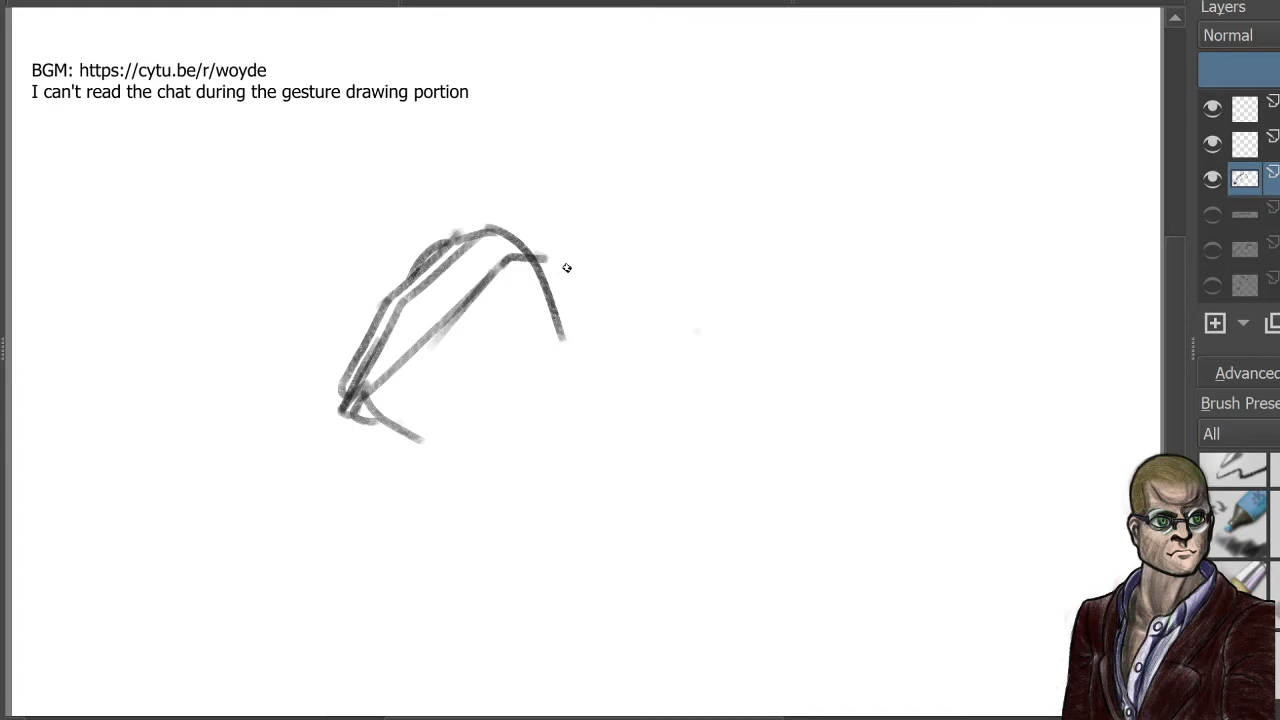 Layers
Normal
BGM: https://cytu.be/r/woyde
I can't read the chat during the gesture drawing portion
Advanced
Brush Prese
All